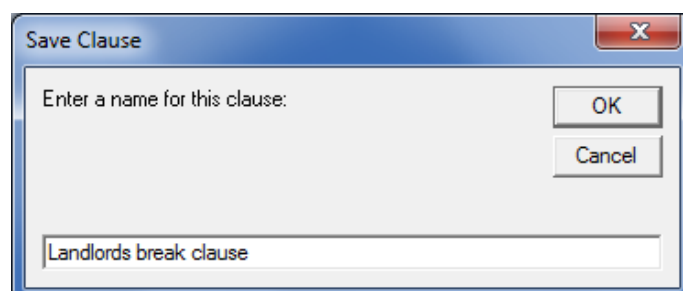 Save Clause
Enter a name for this clause:
OK
Cancel
Landlords break clause